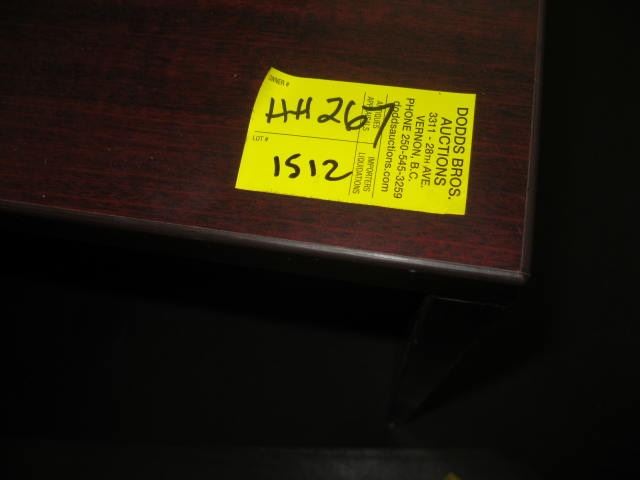 OWNER #
HH267
LOT #
1512
DODDS BROS.
AUCTIONS
3311 - 28TH AVE.
VERNON, B.C.
PHONE 250-545-3259
doddsauctions.com
ANTIQUES IMPORTERS
APPRAISALS LIQUIDATIONS